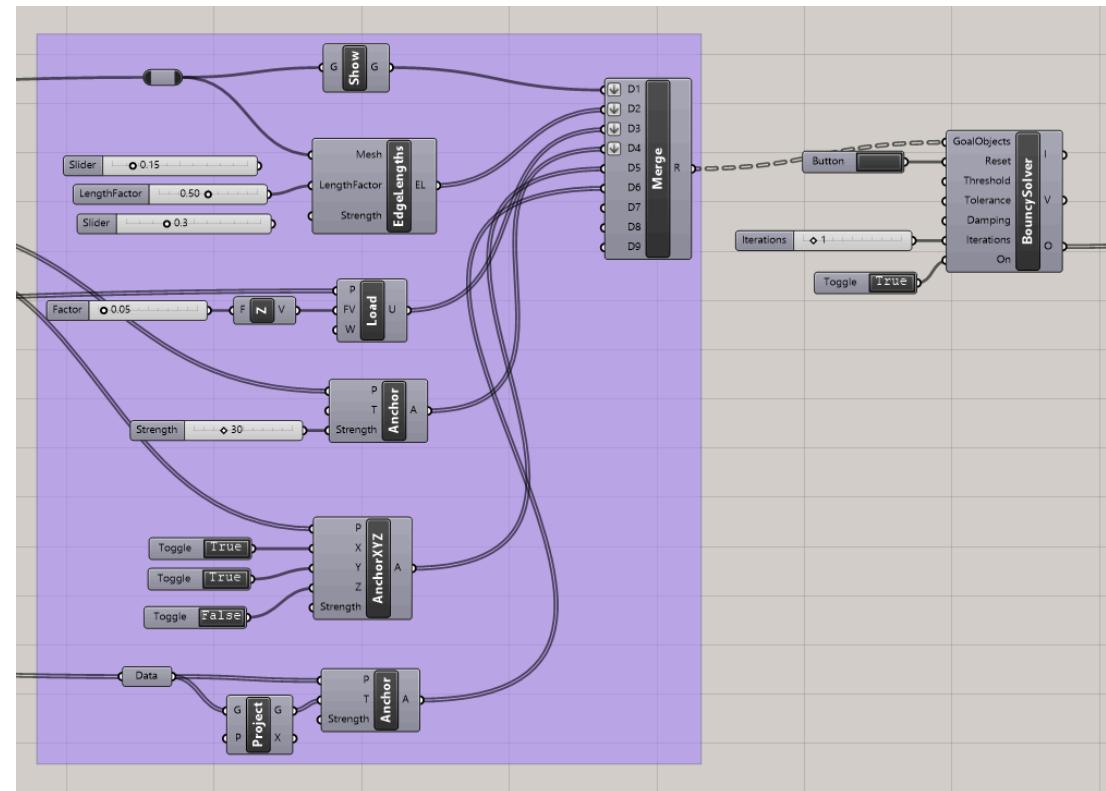 G Show G
Slider 0.15
LengthFactor 0.50
Slider 0.3
Mesh
LengthFactor
Strength
EdgeLengths
EL
D1
D2
D3
D4
D5
D6
D7
D8
D9
Merge
R
Button
Iterations 1
Toggle True
GoalObjects
Reset
Threshold
Tolerance
Damping
Iterations
On
BouncySolver
I
V
O
Factor 0.05
F Z V
P
FV
W
Load
U
Strength 30
P
T
Strength
Anchor
A
Toggle True
Toggle True
Toggle False
P
X
Y
Z
Strength
AnchorXYZ
A
Data
G
P
Project
G
X
P
T
Strength
Anchor
A